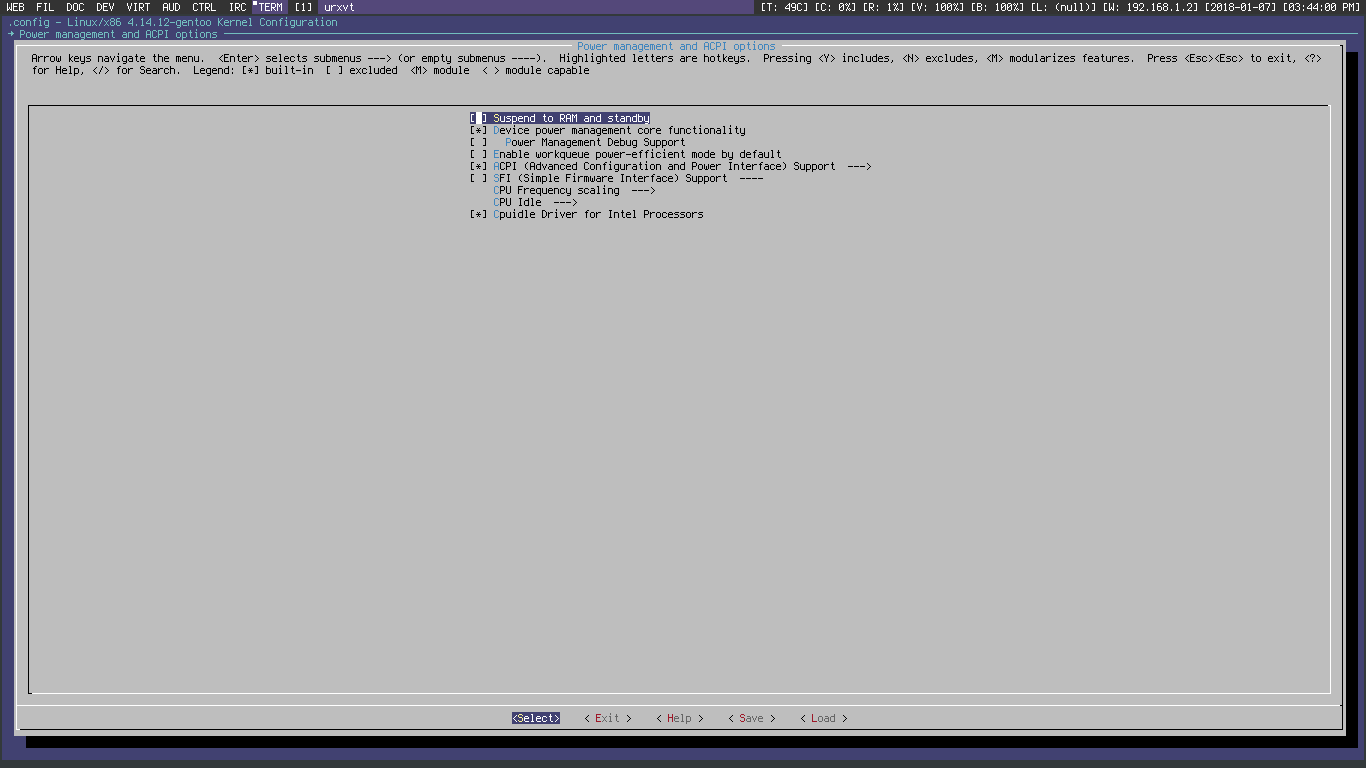 WEB FIL DOC DEV VIRT AUD CTRL IRC TERM [1] urxvt [T: 49C] [C: 0%] [R: 1%] [V: 100%] [B: 100%] [L: (null)] [W: 192.168.1.2] [2018-01-07] [03:44:00 PM]
.config - Linux/x86 4.14.12-gentoo Kernel Configuration
→ Power management and ACPI options
Power management and ACPI options
Arrow keys navigate the menu.  <Enter> selects submenus ---> (or empty submenus ----).  Highlighted letters are hotkeys.  Pressing <Y> includes, <N> excludes, <M> modularizes features.  Press <Esc><Esc> to exit, <?>
for Help, </> for Search.  Legend: [*] built-in  [ ] excluded  <M> module  < > module capable
[ ] Suspend to RAM and standby
[*] Device power management core functionality
[ ]   Power Management Debug Support
[ ] Enable workqueue power-efficient mode by default
[*] ACPI (Advanced Configuration and Power Interface) Support  --->
[ ] SFI (Simple Firmware Interface) Support  ----
CPU Frequency scaling  --->
CPU Idle  --->
[*] Cpuidle Driver for Intel Processors
<Select>    < Exit >    < Help >    < Save >    < Load >